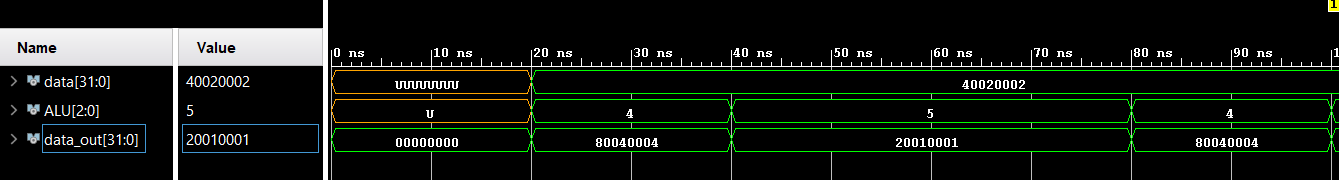 1
Name Value 0 ns 10 ns 20 ns 30 ns 40 ns 50 ns 60 ns 70 ns 80 ns 90 ns 1
data[31:0] 40020002 UUUUUUUU 40020002
ALU[2:0] 5 U 4 5 4
data_out[31:0] 20010001 00000000 80040004 20010001 80040004